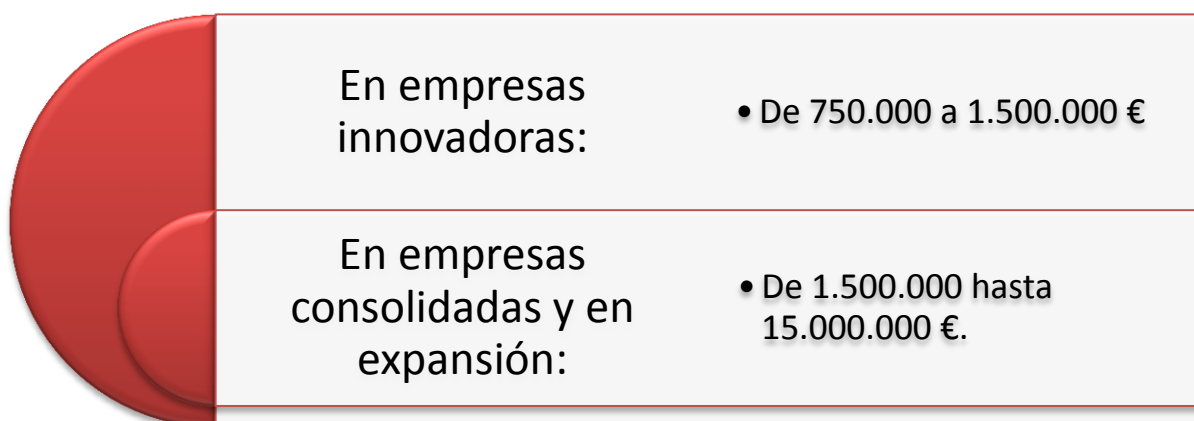 En empresas
innovadoras:
• De 750.000 a 1.500.000 €
En empresas
consolidadas y en
expansión:
• De 1.500.000 hasta
15.000.000 €.